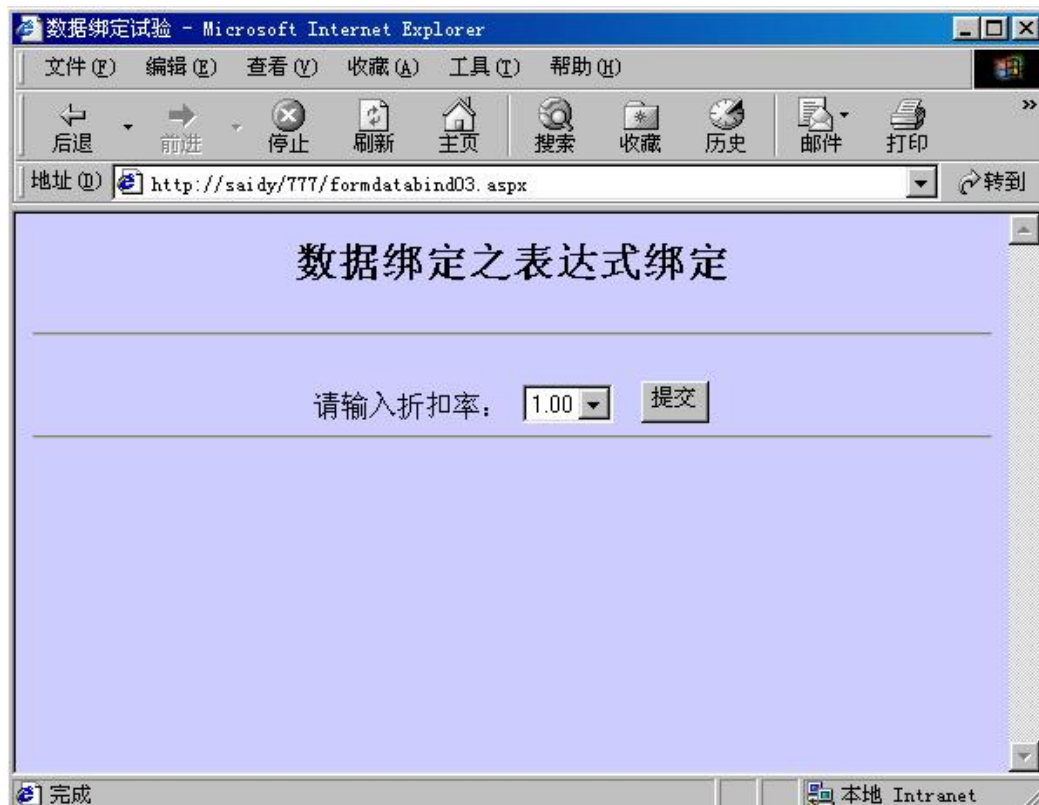 数据绑定试验 - Microsoft Internet Explorer
文件(F) 编辑(E) 查看(V) 收藏(A) 工具(T) 帮助(H)
后退 前进 停止 刷新 主页 搜索 收藏 历史 邮件 打印 »
地址(D) http://saidy/777/formdatabind03.aspx 转到
数据绑定之表达式绑定
请输入折扣率： 1.00 提交
完成 本地 Intranet